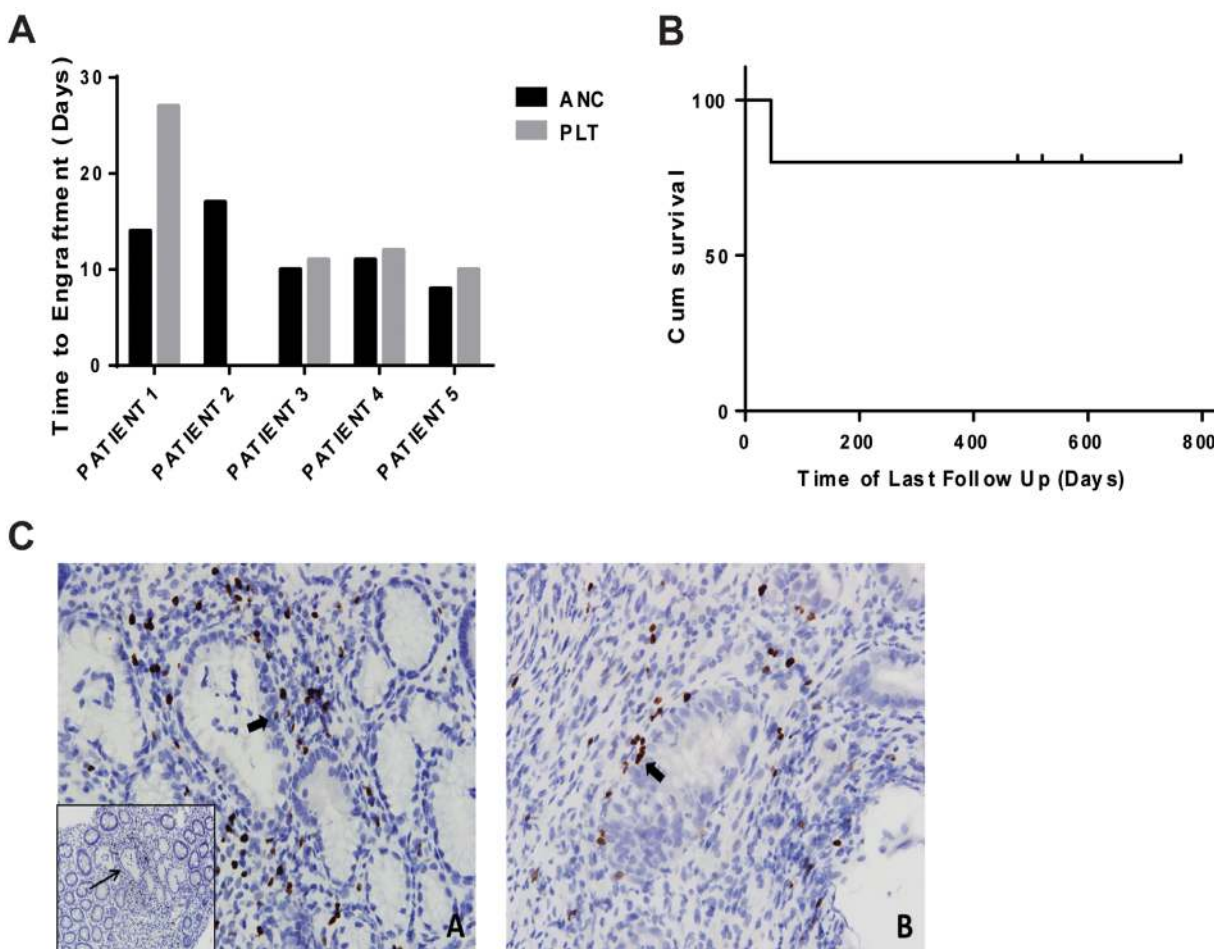 A
Time to Engraftment (Days)
30
20
10
0
PATIENT 1
PATIENT 2
PATIENT 3
PATIENT 4
PATIENT 5
ANC
PLT
B
Cum survival
100
50
0
0 200 400 600 800
Time of Last Follow Up (Days)
C
A
B